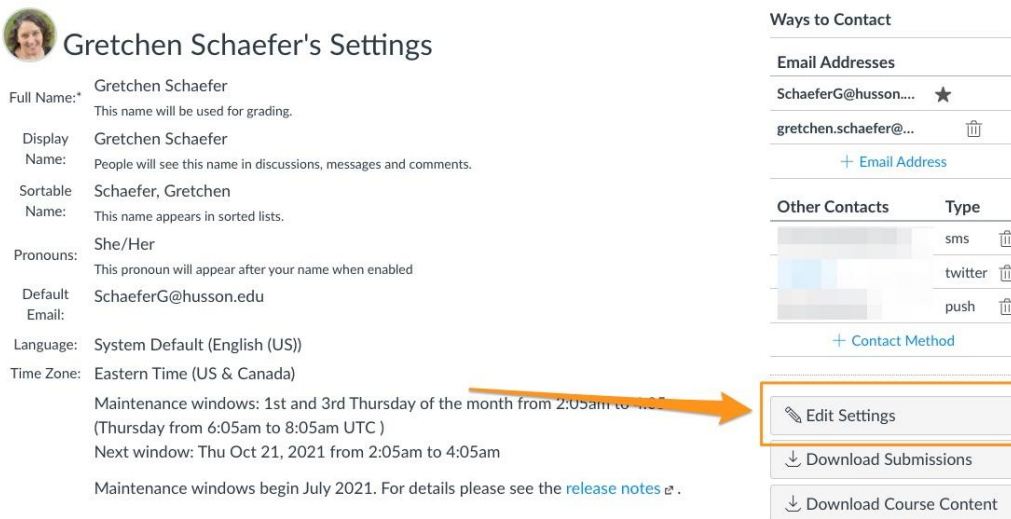 Gretchen Schaefer's Settings
Full Name:* Gretchen Schaefer
This name will be used for grading.
Display Name: Gretchen Schaefer
People will see this name in discussions, messages and comments.
Sortable Name: Schaefer, Gretchen
This name appears in sorted lists.
Pronouns: She/Her
This pronoun will appear after your name when enabled
Default Email: SchaeferG@husson.edu
Language: System Default (English (US))
Time Zone: Eastern Time (US & Canada)
Maintenance windows: 1st and 3rd Thursday of the month from 2:05am to
(Thursday from 6:05am to 8:05am UTC )
Next window: Thu Oct 21, 2021 from 2:05am to 4:05am
Maintenance windows begin July 2021. For details please see the release notes .
Ways to Contact
Email Addresses
SchaeferG@husson....
gretchen.schaefer@...
+ Email Address
Other Contacts Type
sms
twitter
push
+ Contact Method
Edit Settings
Download Submissions
Download Course Content